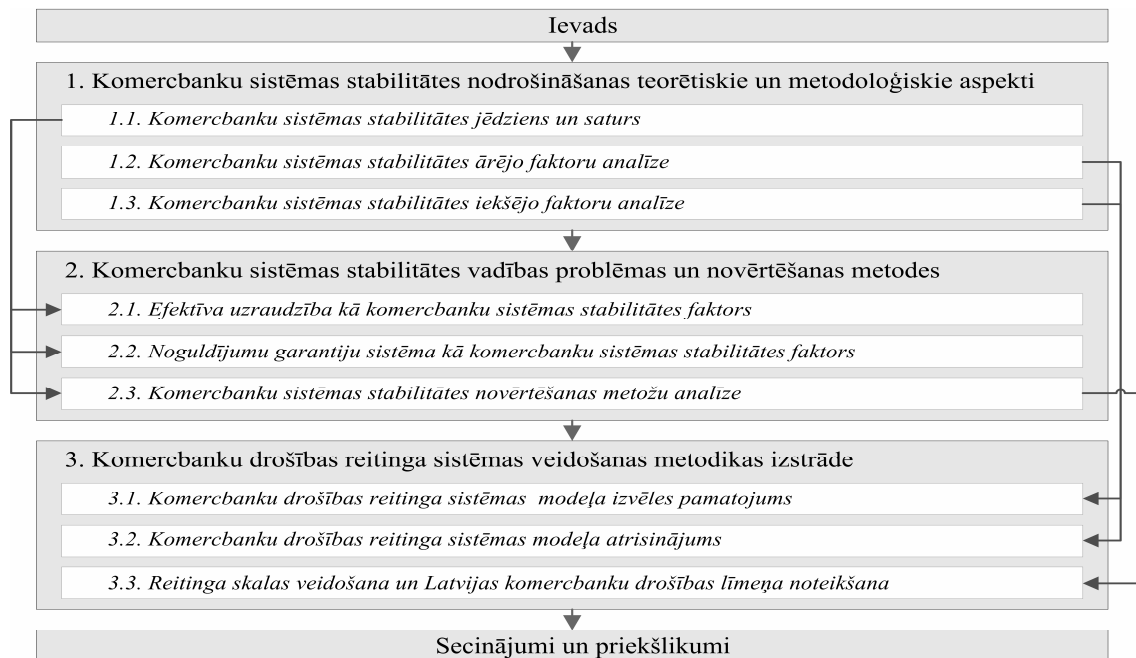 Ievads
1. Komercbanku sistēmas stabilitātes nodrošināšanas teorētiskie un metodoloģiskie aspekti
1.1. Komercbanku sistēmas stabilitātes jēdziens un saturs
1.2. Komercbanku sistēmas stabilitātes ārējo faktoru analīze
1.3. Komercbanku sistēmas stabilitātes iekšējo faktoru analīze
2. Komercbanku sistēmas stabilitātes vadības problēmas un novērtēšanas metodes
2.1. Efektīva uzraudzība kā komercbanku sistēmas stabilitātes faktors
2.2. Noguldījumu garantiju sistēma kā komercbanku sistēmas stabilitātes faktors
2.3. Komercbanku sistēmas stabilitātes novērtēšanas metožu analīze
3. Komercbanku drošības reitinga sistēmas veidošanas metodikas izstrāde
3.1. Komercbanku drošības reitinga sistēmas modeļa izvēles pamatojums
3.2. Komercbanku drošības reitinga sistēmas modeļa atrisinājums
3.3. Reitinga skalas veidošana un Latvijas komercbanku drošības līmeņa noteikšana
Secinājumi un priekšlikumi